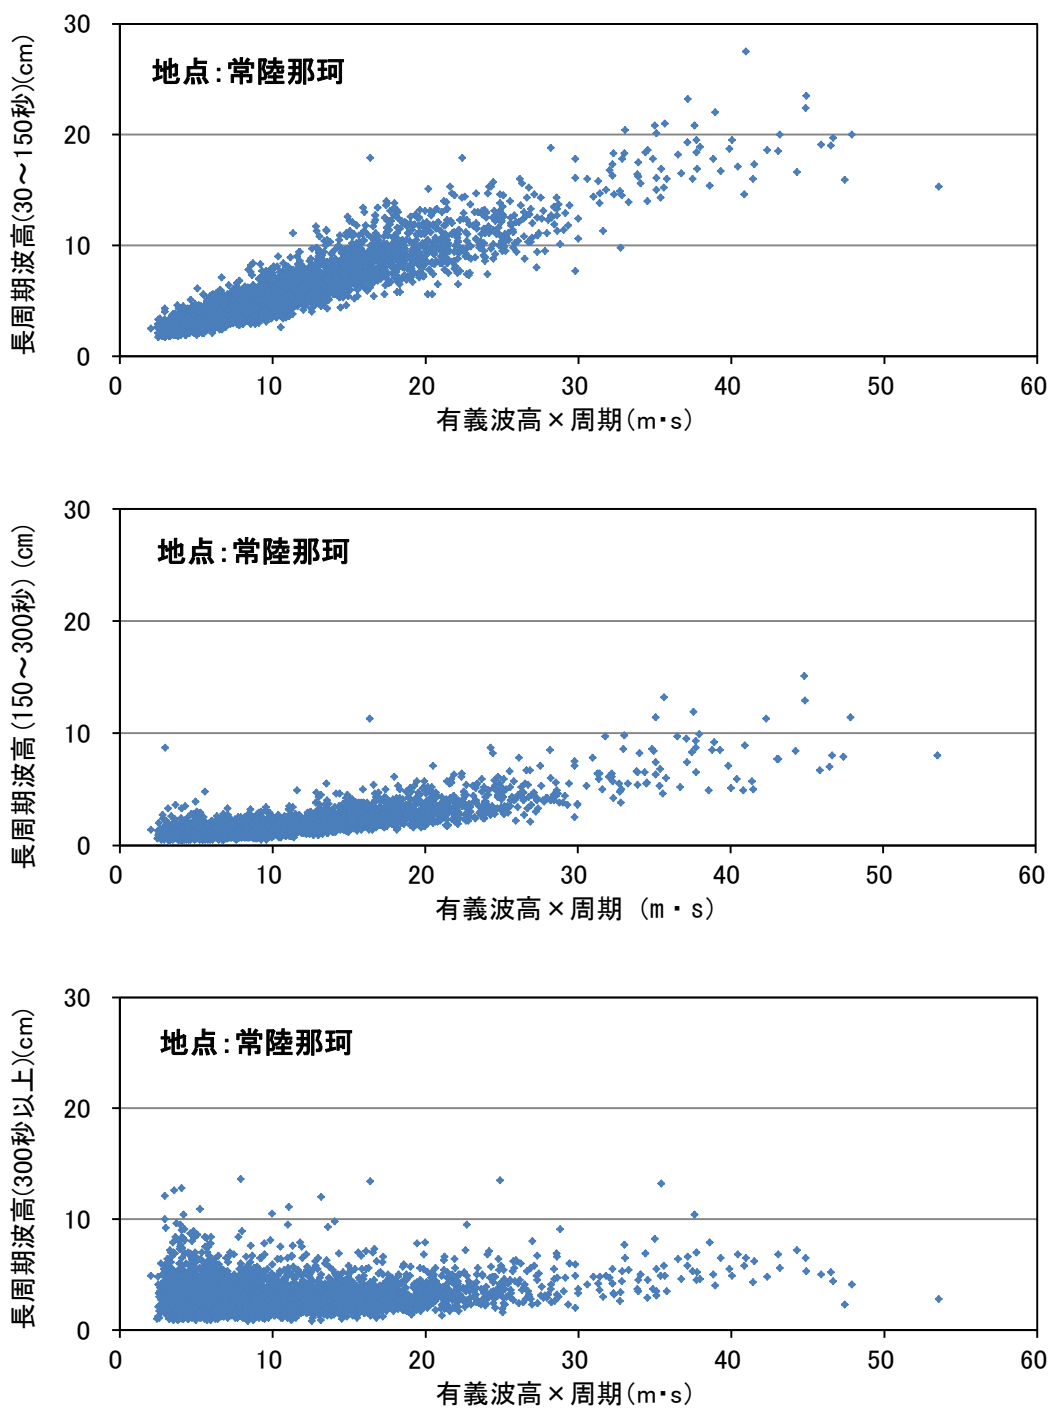 長周期波高(30～150秒)(cm)
30
20
10
0
地点：常陸那珂
0 10 20 30 40 50 60
有義波高×周期(m･s)
長周期波高(150～300秒) (cm)
30
20
10
0
地点：常陸那珂
0 10 20 30 40 50 60
有義波高×周期 (m・s)
長周期波高(300秒以上)(cm)
30
20
10
0
地点：常陸那珂
0 10 20 30 40 50 60
有義波高×周期(m･s)